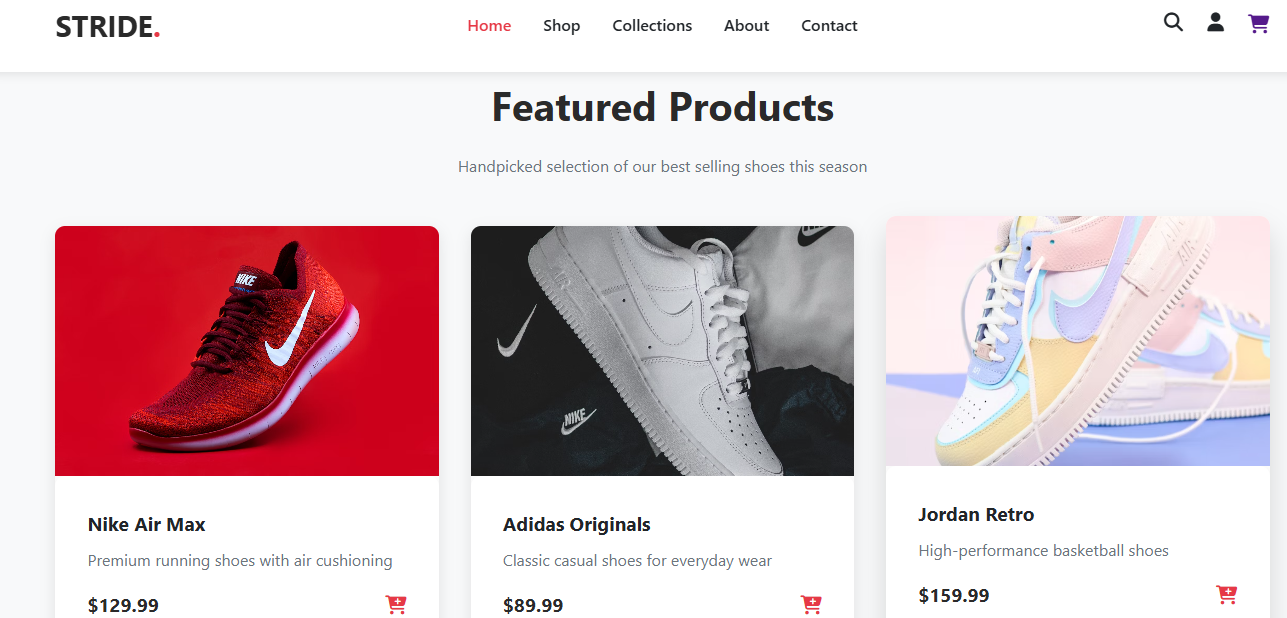 STRIDE.
Home Shop Collections About Contact
Featured Products
Handpicked selection of our best selling shoes this season
NIKE
NIKE
Nike Air Max
Premium running shoes with air cushioning
$129.99
Adidas Originals
Classic casual shoes for everyday wear
$89.99
Jordan Retro
High-performance basketball shoes
$159.99